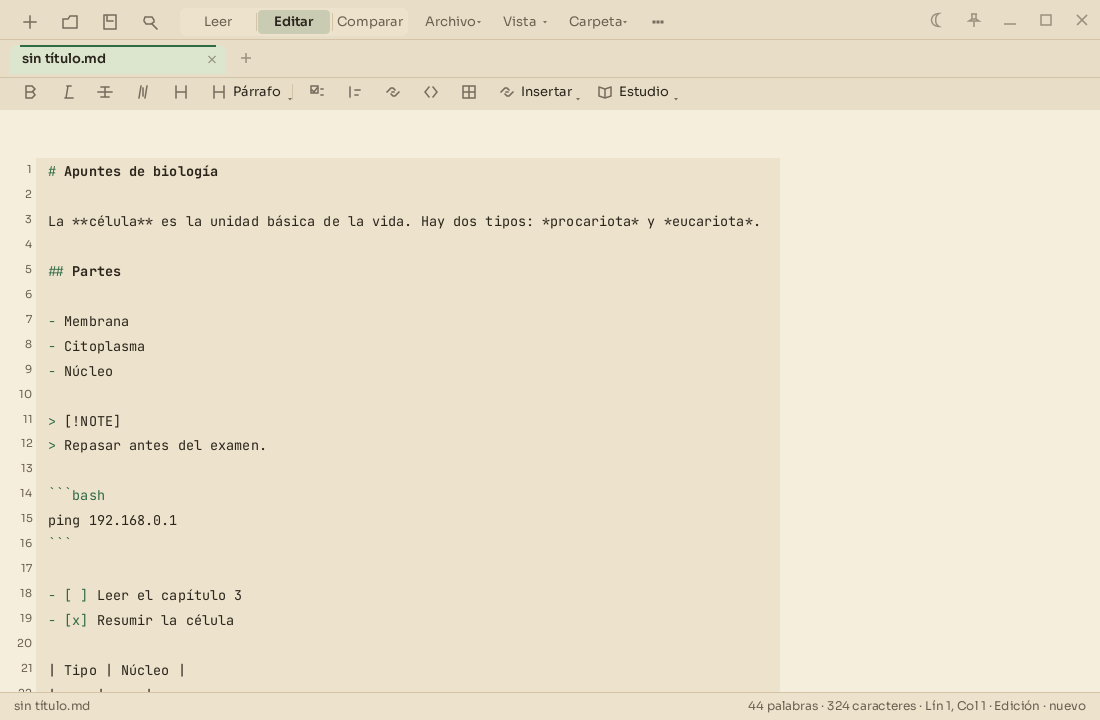 Leer Editar Comparar Archivo Vista Carpeta
sin título.md
Párrafo Insertar Estudio
1 # Apuntes de biología
2
3 La **célula** es la unidad básica de la vida. Hay dos tipos: *procariota* y *eucariota*.
4
5 ## Partes
6
7 - Membrana
8 - Citoplasma
9 - Núcleo
10
11 > [!NOTE]
12 > Repasar antes del examen.
13
14 ```bash
15 ping 192.168.0.1
16 ```
17
18 - [ ] Leer el capítulo 3
19 - [x] Resumir la célula
20
21 | Tipo | Núcleo |
sin título.md 44 palabras · 324 caracteres · Lín 1, Col 1 · Edición · nuevo